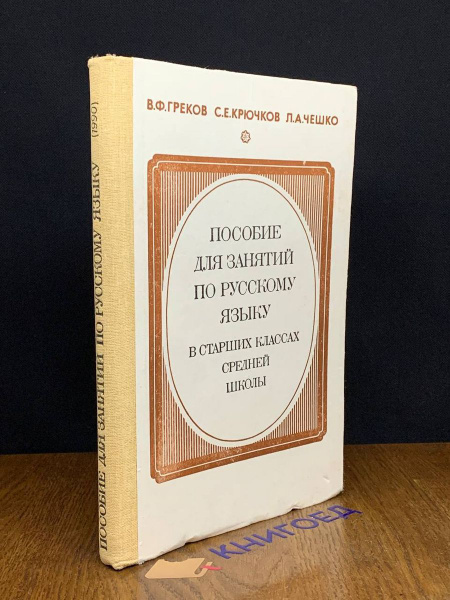 В.Ф.ГРЕКОВ С.Е.КРЮЧКОВ Л.А.ЧЕШКО
ПОСОБИЕ
ДЛЯ ЗАНЯТИЙ
ПО РУССКОМУ
ЯЗЫКУ
В СТАРШИХ КЛАССАХ
СРЕДНЕЙ
ШКОЛЫ
ПОСОБИЕ ДЛЯ ЗАНЯТИЙ ПО РУССКОМУ ЯЗЫКУ (1990)
КНИГОЕД